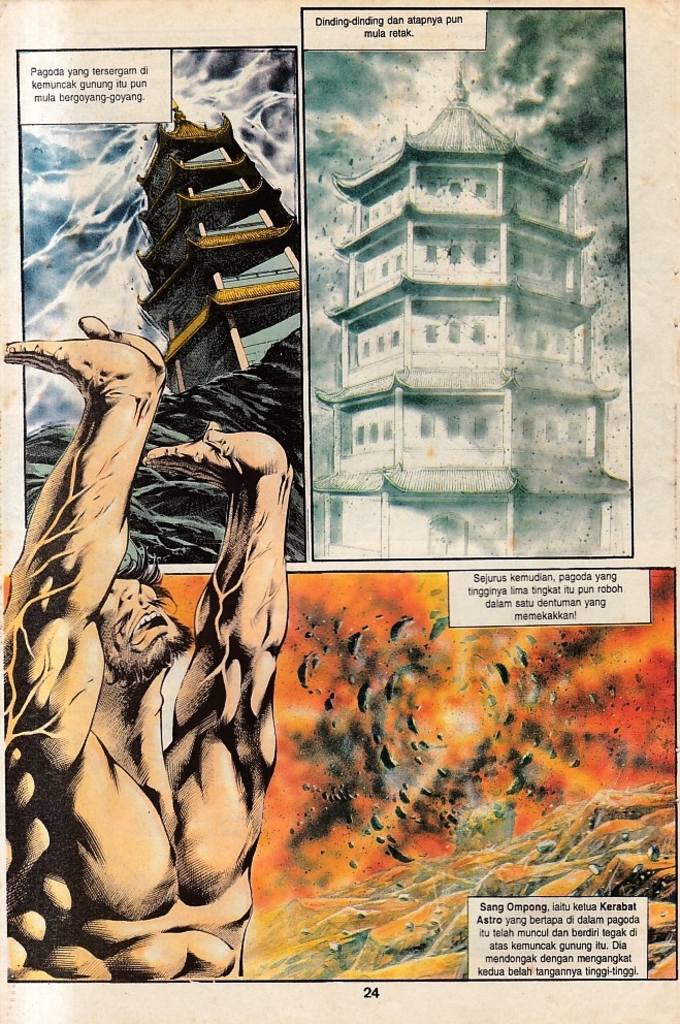 Pagoda yang tersergam di
kemuncak gunung itu pun
mula bergoyang-goyang.
Dinding-dinding dan atapnya pun
mula retak.
Sejurus kemudian, pagoda yang
tingginya lima tingkat itu pun roboh
dalam satu dentuman yang
memekakkan!
Sang Ompong, iaitu ketua Kerabat
Astro yang bertapa di dalam pagoda
itu telah muncul dan berdiri tegak di
atas kemuncak gunung itu. Dia
mendongak dengan mengangkat
kedua belah tangannya tinggi-tinggi.
24